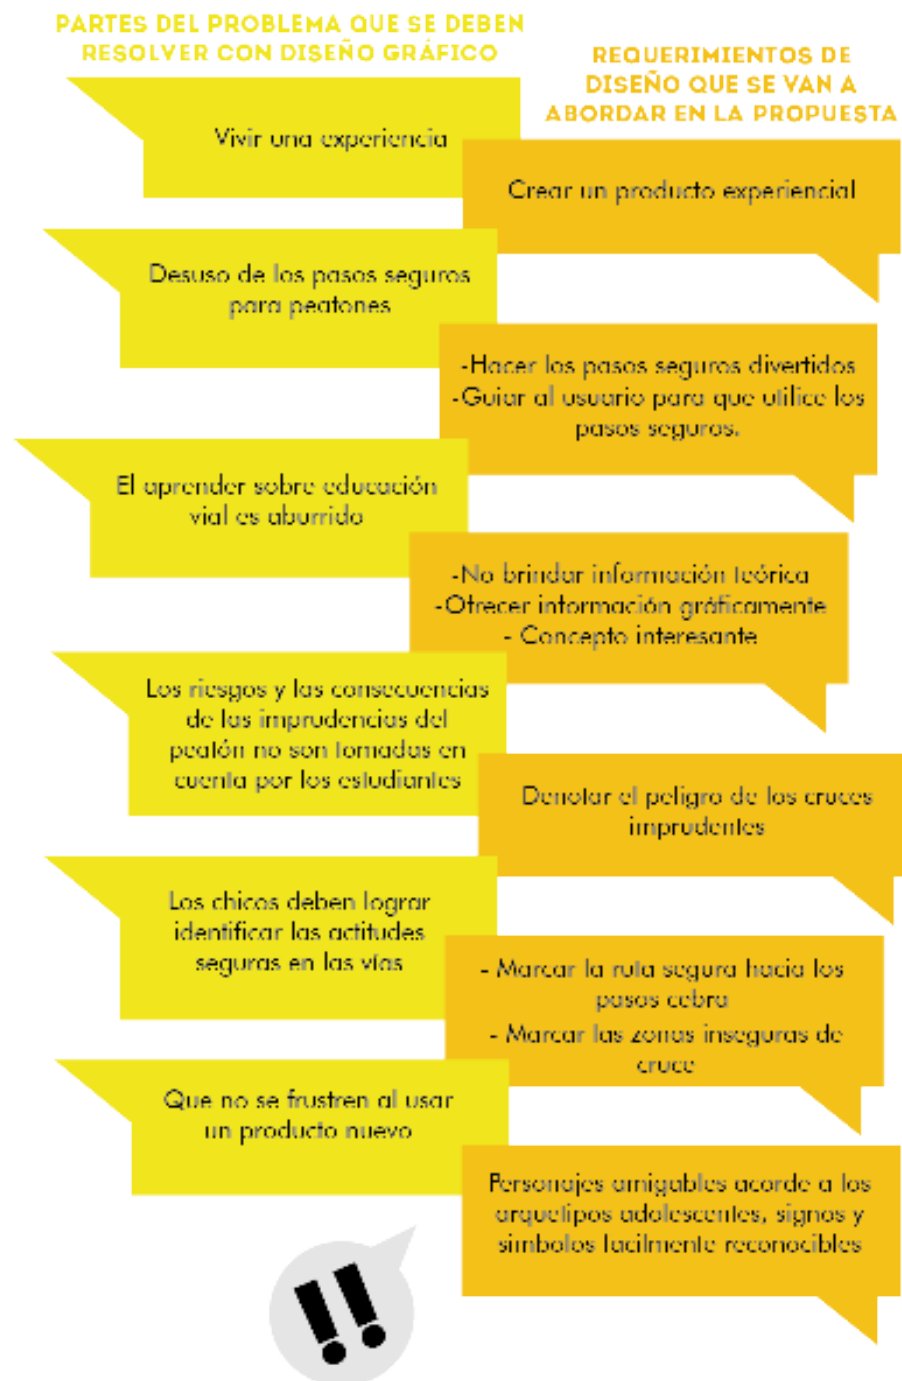 PARTES DEL PROBLEMA QUE SE DEBEN
RESOLVER CON DISEÑO GRÁFICO
REQUERIMIENTOS DE
DISEÑO QUE SE VAN A
ABORDAR EN LA PROPUESTA
Vivir una experiencia
Crear un producto experiencial
Desuso de los pasos seguros
para peatones
-Hacer los pasos seguros divertidos
-Guiar al usuario para que utilice los
pasos seguros.
El aprender sobre educación
vial es aburrido
-No brindar información teórica
-Ofrecer información gráficamente
- Concepto interesante
Los riesgos y las consecuencias
de las imprudencias del
peatón no son tomadas en
cuenta por los estudiantes
Denotar el peligro de los cruces
imprudentes
Los chicos deben lograr
identificar las actitudes
seguras en las vías
- Marcar la ruta segura hacia los
pasos cebra
- Marcar las zonas inseguras de
cruce
Que no se frustren al usar
un producto nuevo
Personajes amigables acorde a los
arquetipos adolescentes, signos y
simbolos facilmente reconocibles
!!